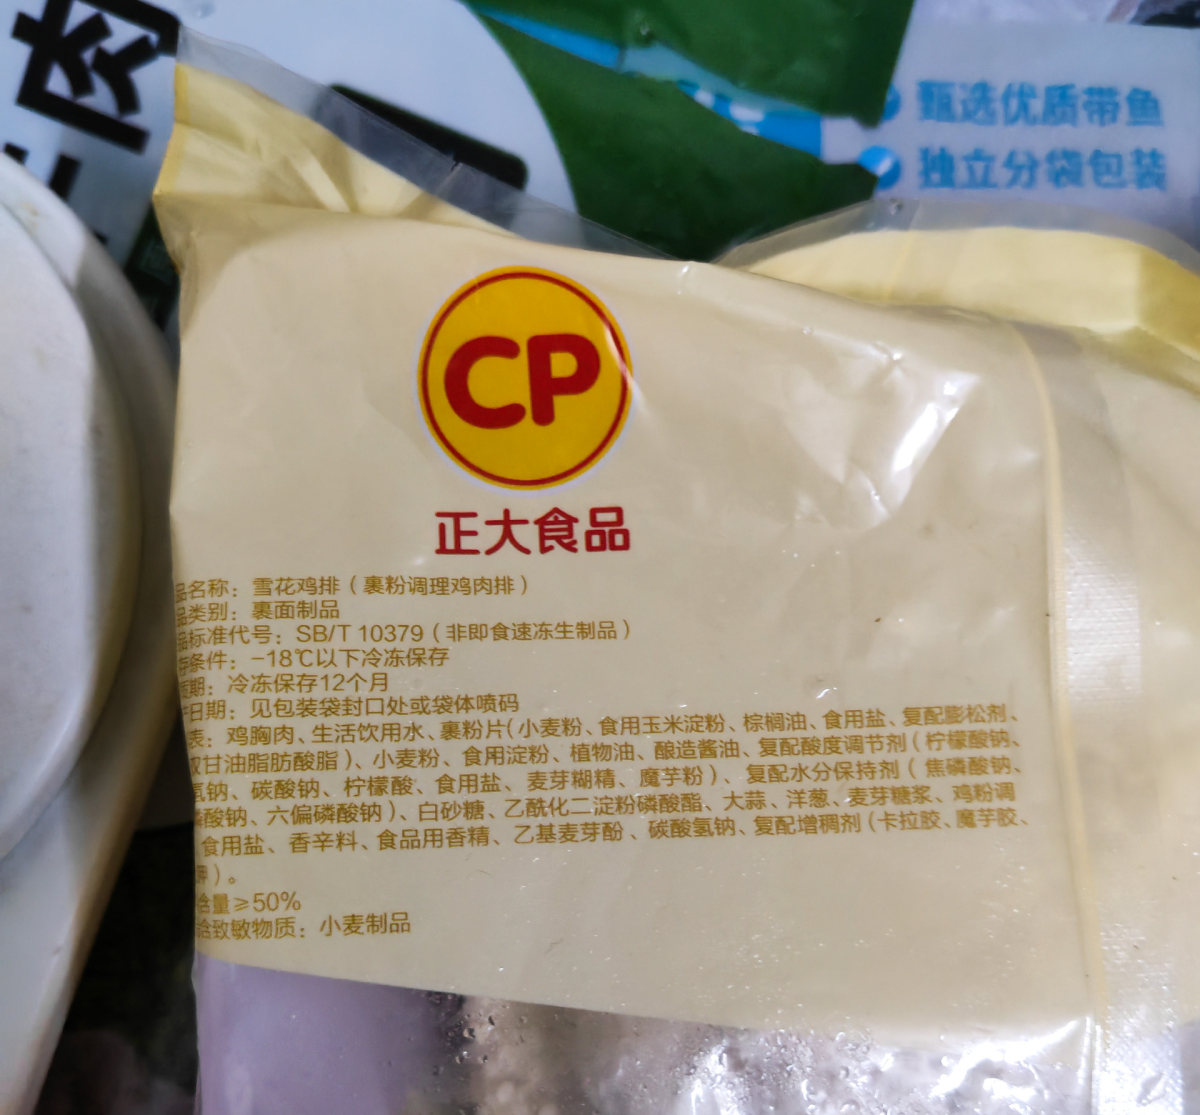 肉
甄选优质带鱼
独立分袋包装
CP
正大食品
品名称：雪花鸡排（裹粉调理鸡肉排）
品类别：裹面制品
品标准代号：SB/T 10379（非即食速冻生制品）
存条件：-18℃以下冷冻保存
质期：冷冻保存12个月
产日期：见包装袋封口处或袋体喷码
表：鸡胸肉、生活饮用水、裹粉片(小麦粉、食用玉米淀粉、棕榈油、食用盐、复配膨松剂、
双甘油脂肪酸脂）、小麦粉、食用淀粉、植物油、酿造酱油、复配酸度调节剂（柠檬酸钠、
氢钠、碳酸钠、柠檬酸、食用盐、麦芽糊精、魔芋粉）、复配水分保持剂（焦磷酸钠、
磷酸钠、六偏磷酸钠）、白砂糖、乙酰化二淀粉磷酸酯、大蒜、洋葱、麦芽糖浆、鸡粉调
食用盐、香辛料、食品用香精、乙基麦芽酚、碳酸氢钠、复配增稠剂（卡拉胶、魔芋胶、
钾）。
含量≥50%
含致敏物质：小麦制品